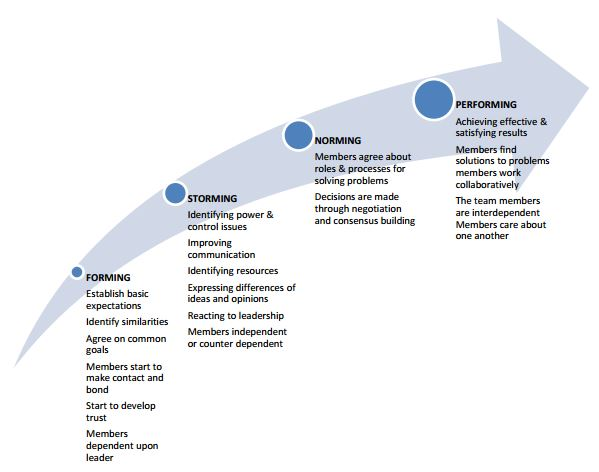 FORMING
Establish basic
expectations
Identify similarities
Agree on common
goals
Members start to
make contact and
bond
Start to develop
trust
Members
dependent upon
leader
STORMING
Identifying power &
control issues
Improving
communication
Identifying resources
Expressing differences of
ideas and opinions
Reacting to leadership
Members independent
or counter dependent
NORMING
Members agree about
roles & processes for
solving problems
Decisions are made
through negotiation
and consensus building
PERFORMING
Achieving effective &
satisfying results
Members find
solutions to problems
members work
collaboratively
The team members
are interdependent
Members care about
one another